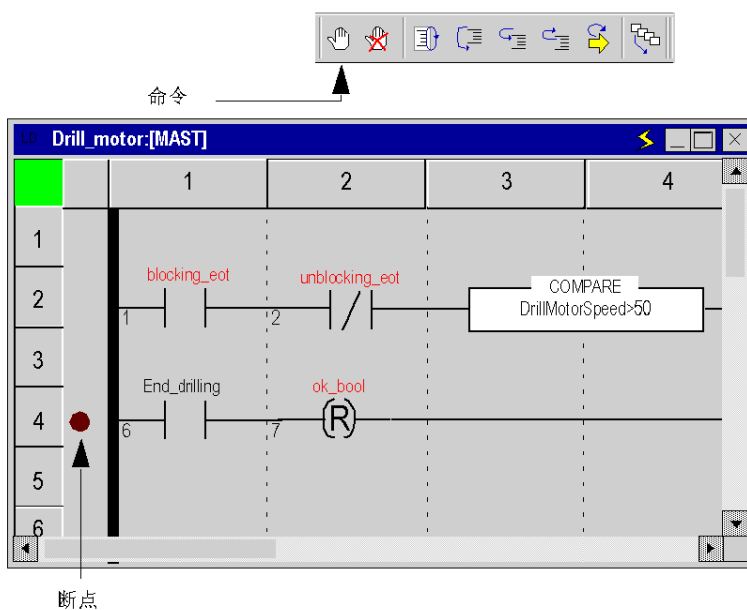 命令
LD Drill_motor:[MAST]
1 2 3 4
1
blocking_eot unblocking_eot COMPARE
2 1 2 DrillMotorSpeed>50
3
End_drilling ok_bool
4 6 7 (R)
5
6
断点